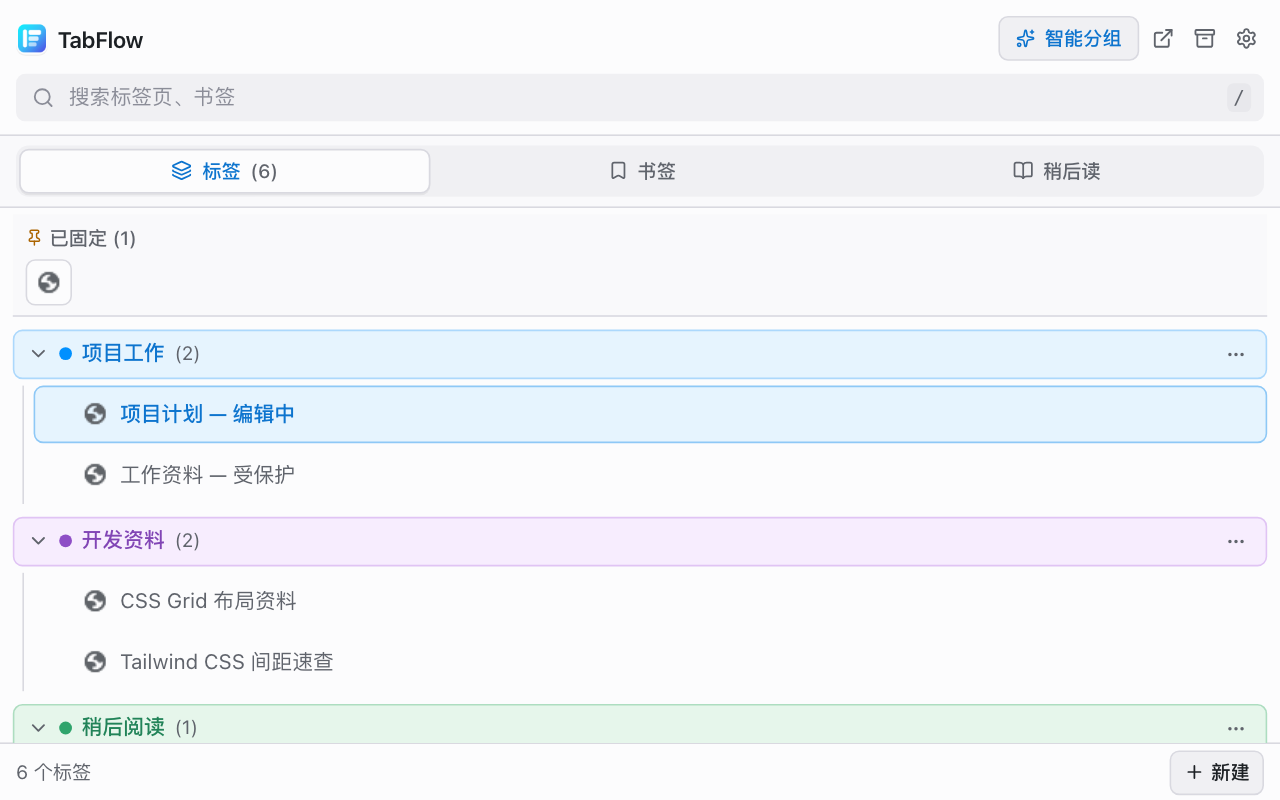 TabFlow
智能分组
搜索标签页、书签
/
标签 (6)
书签
稍后读
已固定 (1)
项目工作 (2)
项目计划 — 编辑中
工作资料 — 受保护
开发资料 (2)
CSS Grid 布局资料
Tailwind CSS 间距速查
稍后阅读 (1)
6 个标签
+ 新建